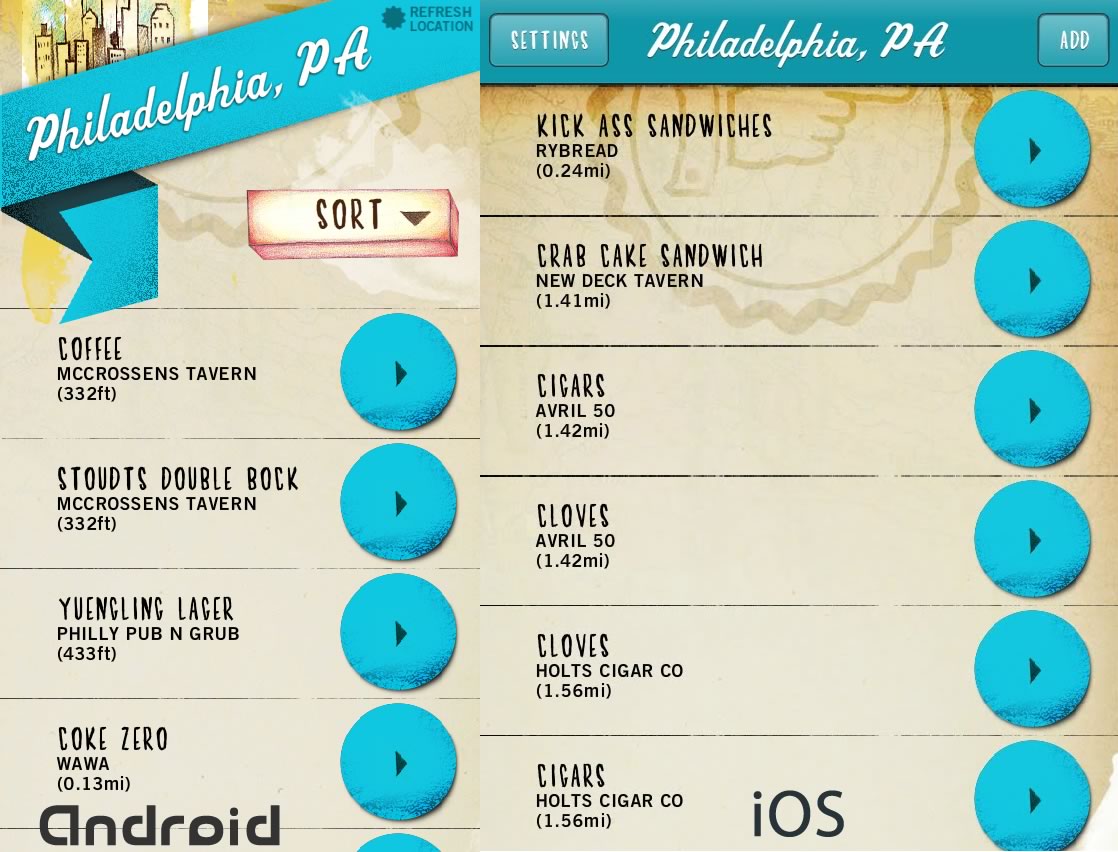 REFRESH
LOCATION
Philadelphia, PA
SORT
COFFEE
MCCROSSENS TAVERN
(332ft)
STOUDTS DOUBLE BOCK
MCCROSSENS TAVERN
(332ft)
YUENGLING LAGER
PHILLY PUB N GRUB
(433ft)
COKE ZERO
WAWA
(0.13mi)
android
SETTINGS
Philadelphia, PA
ADD
KICK ASS SANDWICHES
RYBREAD
(0.24mi)
CRAB CAKE SANDWICH
NEW DECK TAVERN
(1.41mi)
CIGARS
AVRIL 50
(1.42mi)
CLOVES
AVRIL 50
(1.42mi)
CLOVES
HOLTS CIGAR CO
(1.56mi)
CIGARS
HOLTS CIGAR CO
(1.56mi)
iOS